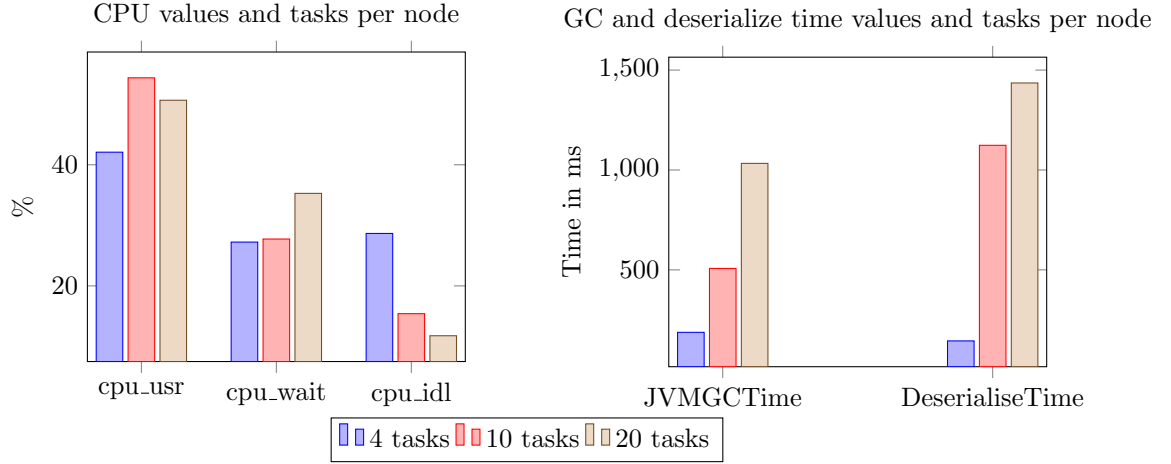 CPU values and tasks per node
%
40
20
cpu_usr cpu_wait cpu_idl
GC and deserialize time values and tasks per node
Time in ms
1,500
1,000
500
JVMGCTime DeserialiseTime
4 tasks 10 tasks 20 tasks